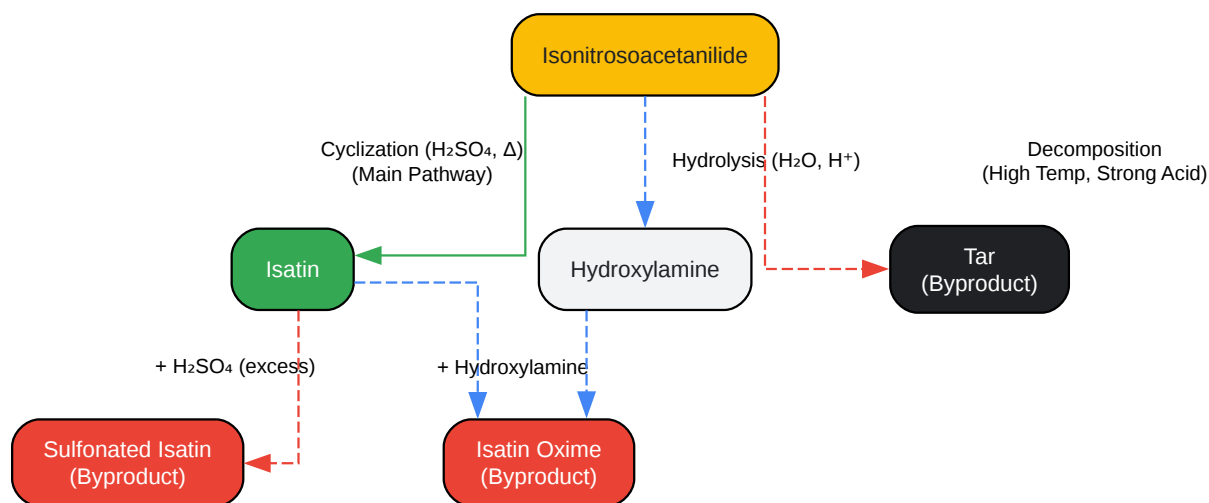 Isonitrosoacetanilide
Cyclization (H₂SO₄, Δ)
(Main Pathway)
Hydrolysis (H₂O, H⁺)
Decomposition
(High Temp, Strong Acid)
Isatin
Hydroxylamine
Tar
(Byproduct)
+ H₂SO₄ (excess)
+ Hydroxylamine
Sulfonated Isatin
(Byproduct)
Isatin Oxime
(Byproduct)